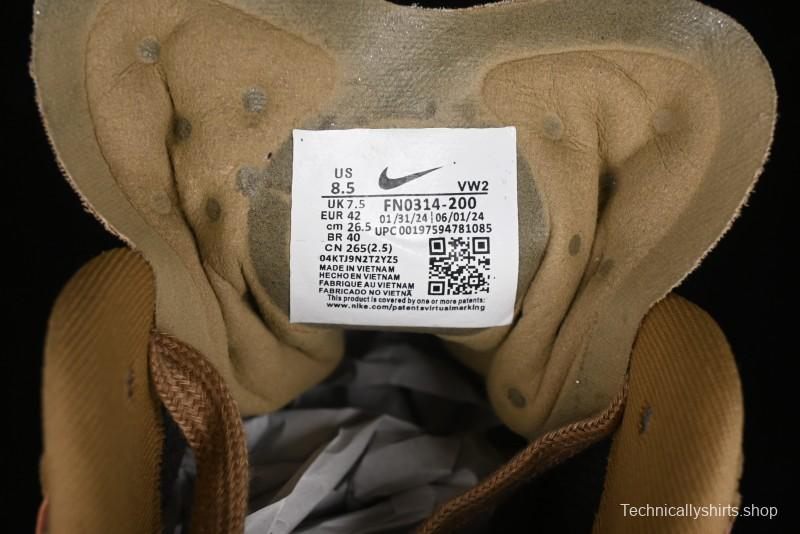 US
8.5
VW2
UK 7.5 FN0314-200
EUR 42 01/31/24 06/01/24
cm 26.5 UPC 00197594781085
BR 40
CN 265(2.5)
04KTJ9N2T2YZ5
MADE IN VIETNAM
HECHO EN VIETNAM
FABRIQUE AU VIETNAM
FABRICADO NO VIETNÃ
This product is covered by one or more patents:
www.nike.com/patentsvirtualmarking
Technicallyshirts.shop